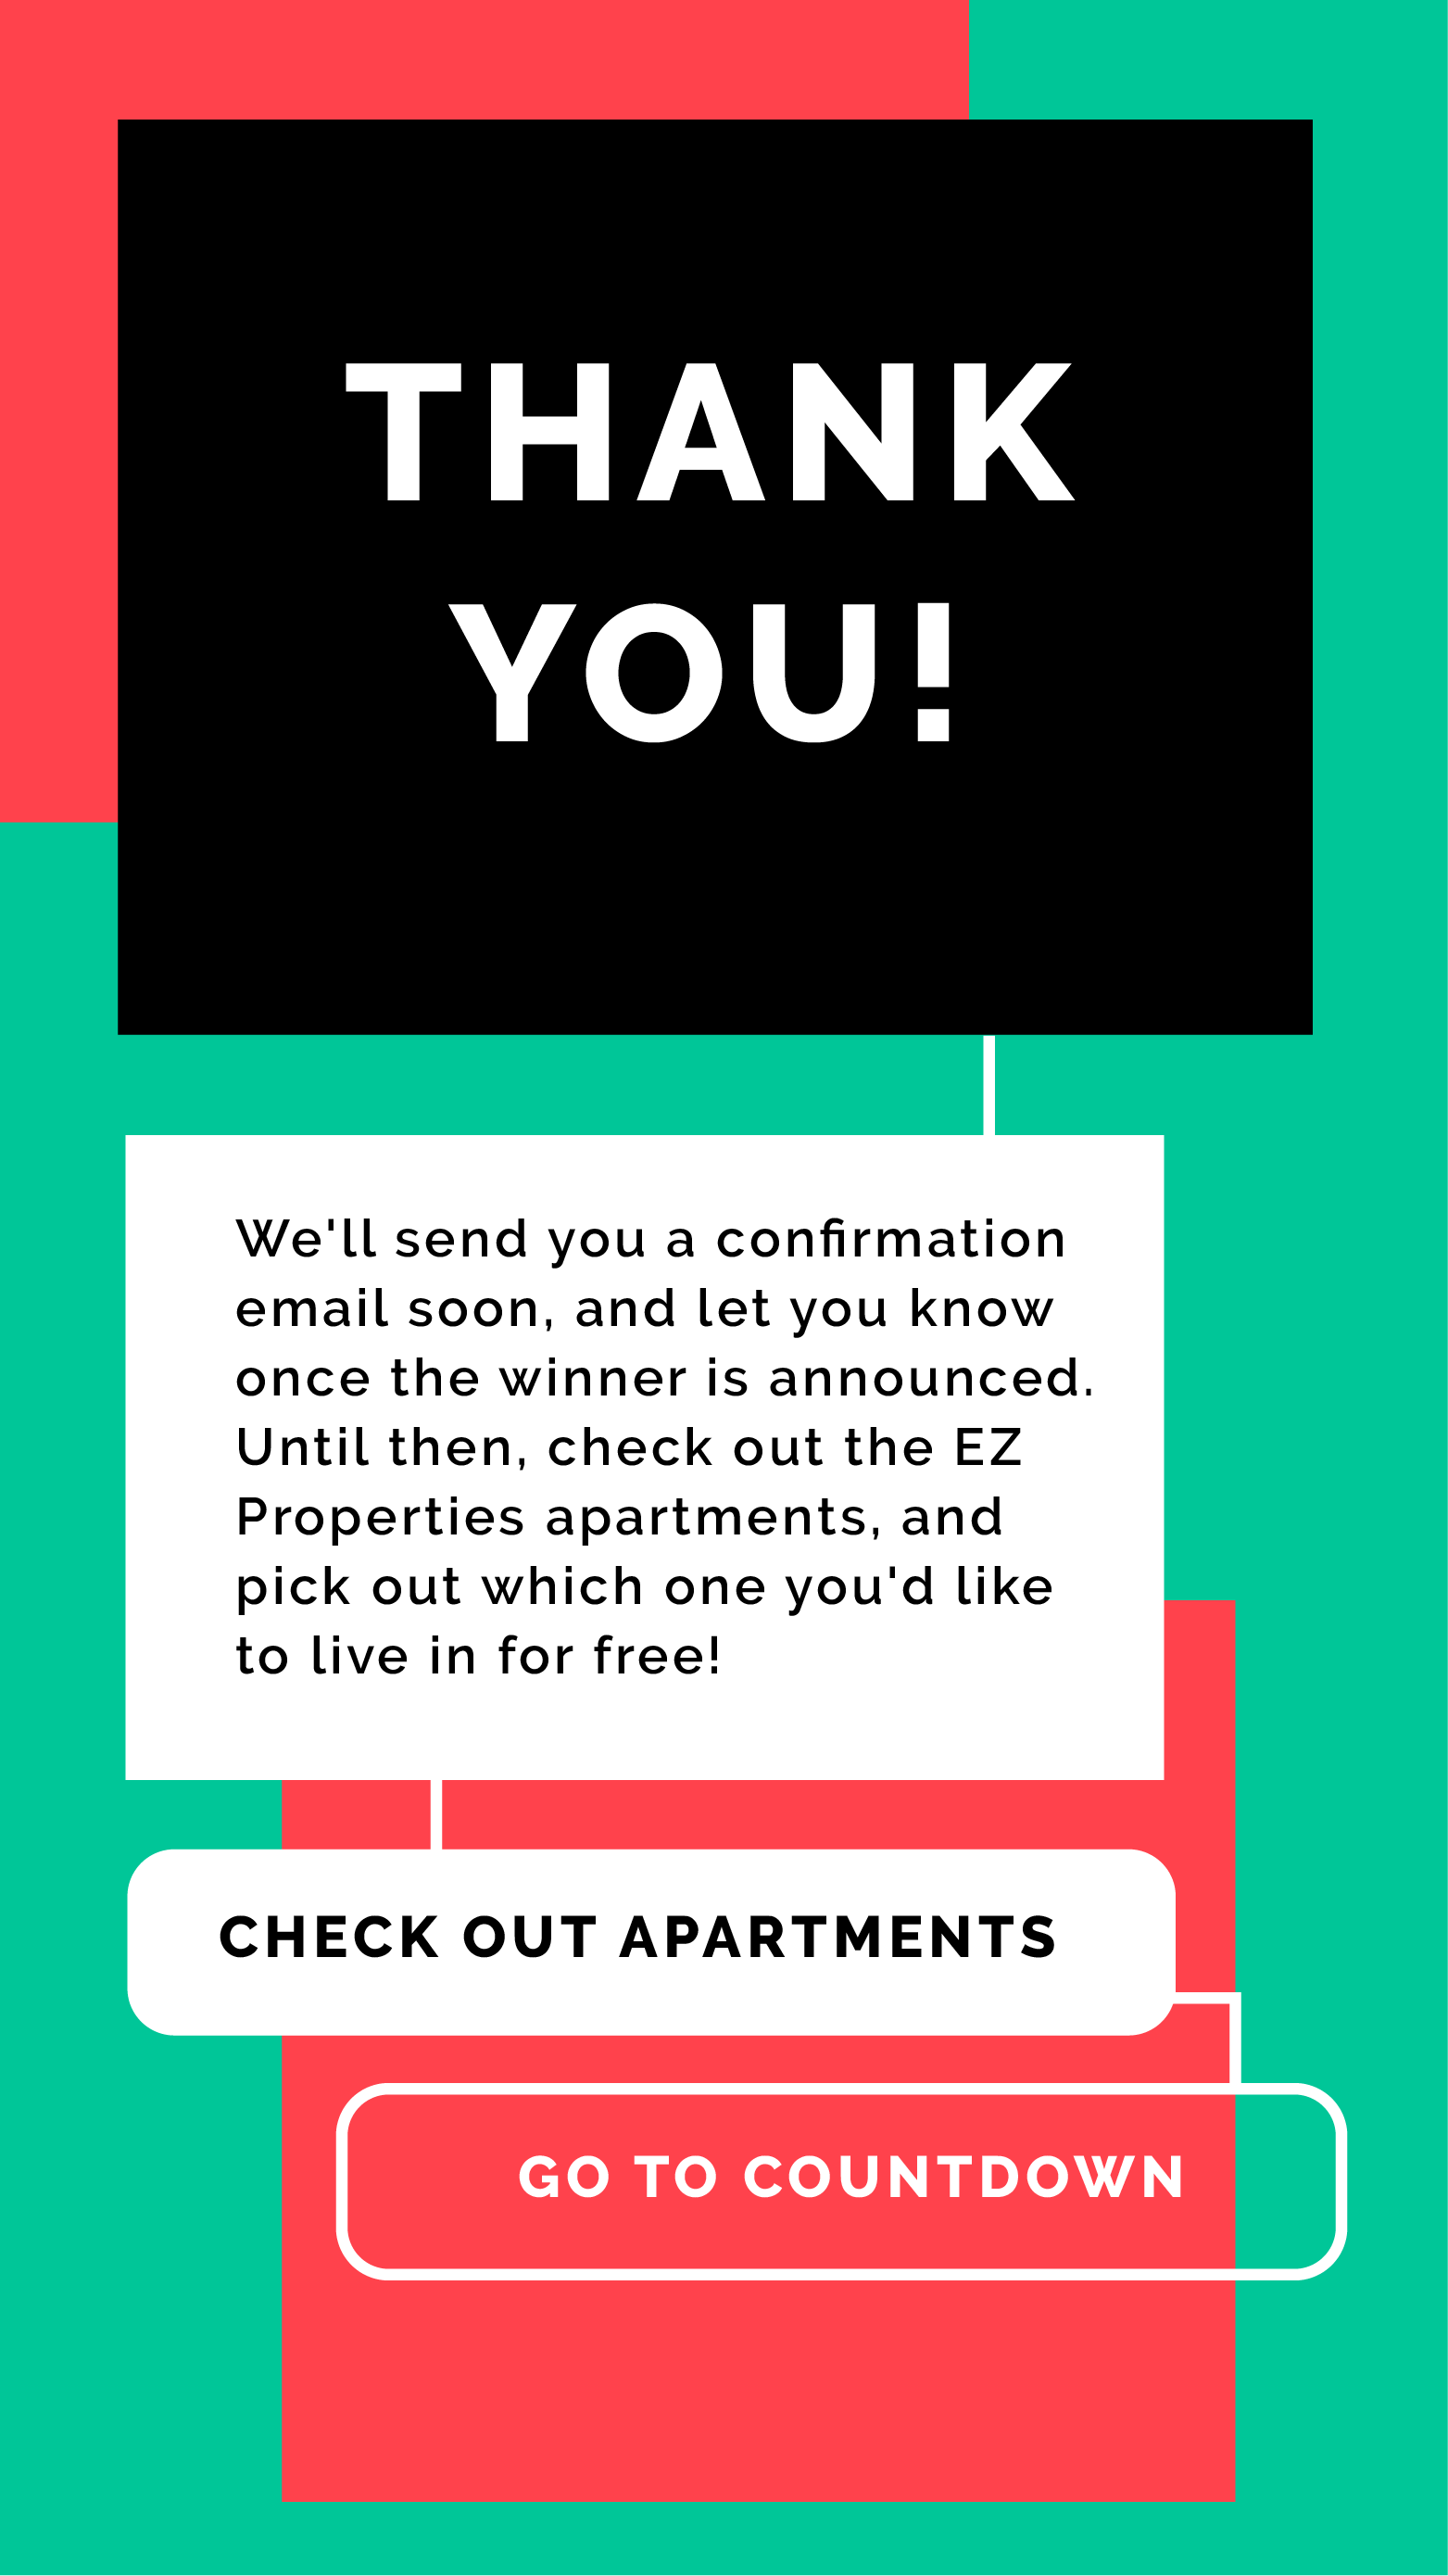 THANK
YOU!
We'll send you a confirmation
email soon, and let you know
once the winner is announced.
Until then, check out the EZ
Properties apartments, and
pick out which one you'd like
to live in for free!
CHECK OUT APARTMENTS
GO TO COUNTDOWN